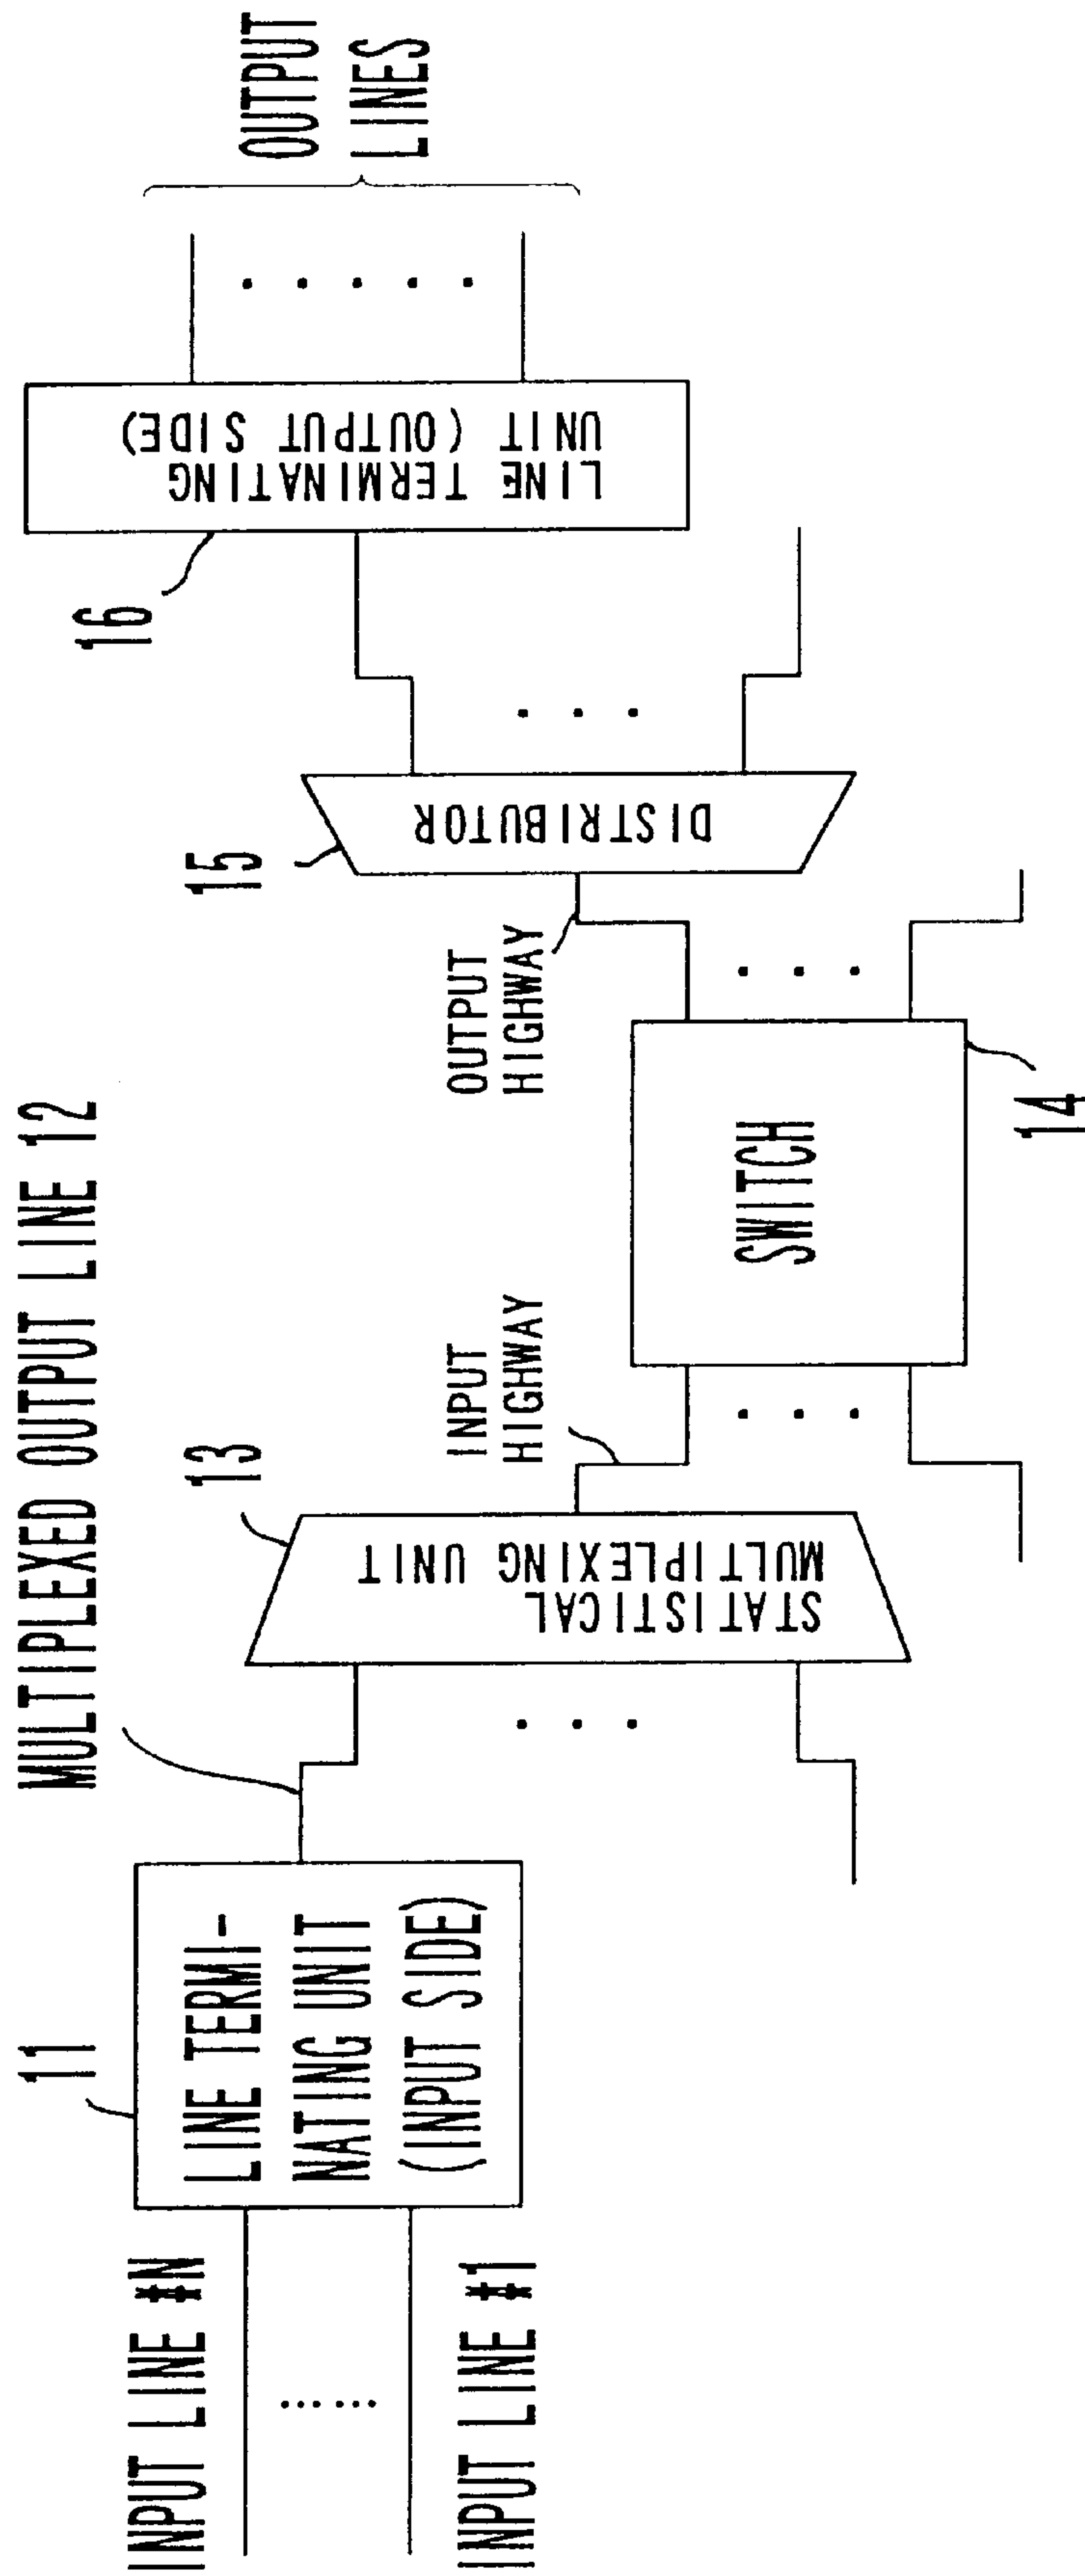 INPUT LINE #N
INPUT LINE #1
11
LINE TERMI-
NATING UNIT
(INPUT SIDE)
MULTIPLEXED OUTPUT LINE 12
13
STATISTICAL
MULTIPLEXING UNIT
INPUT
HIGHWAY
SWITCH
14
OUTPUT
HIGHWAY
15
DISTRIBUTOR
16
LINE TERMINATING
UNIT (OUTPUT SIDE)
OUTPUT
LINES